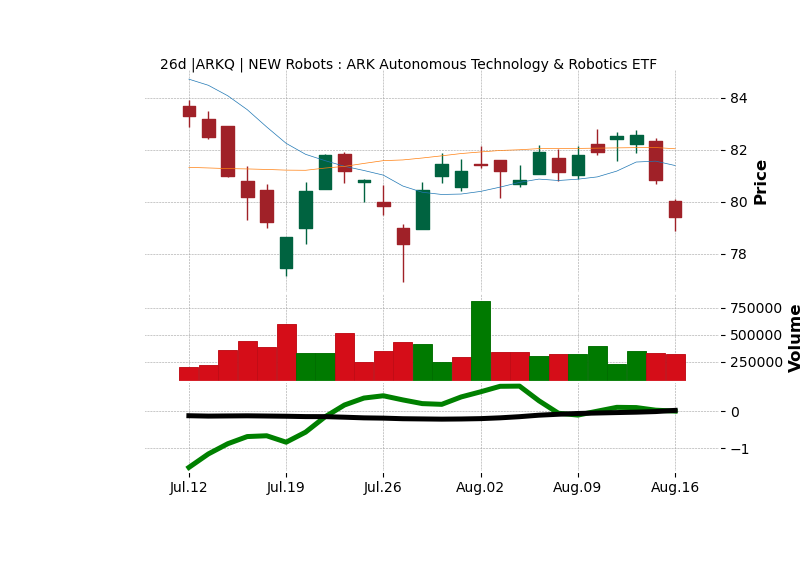 26d |ARKQ | NEW Robots : ARK Autonomous Technology & Robotics ETF
84
82
80
78
Price
750000
500000
250000
Volume
0
−1
Jul.12 Jul.19 Jul.26 Aug.02 Aug.09 Aug.16